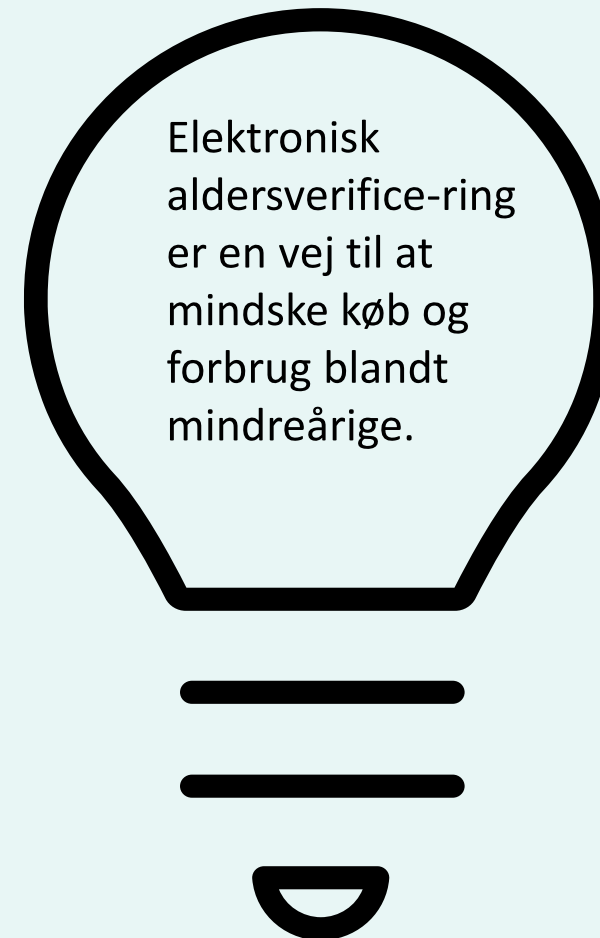 Elektronisk
aldersverifice-ring
er en vej til at
mindske køb og
forbrug blandt
mindreårige.